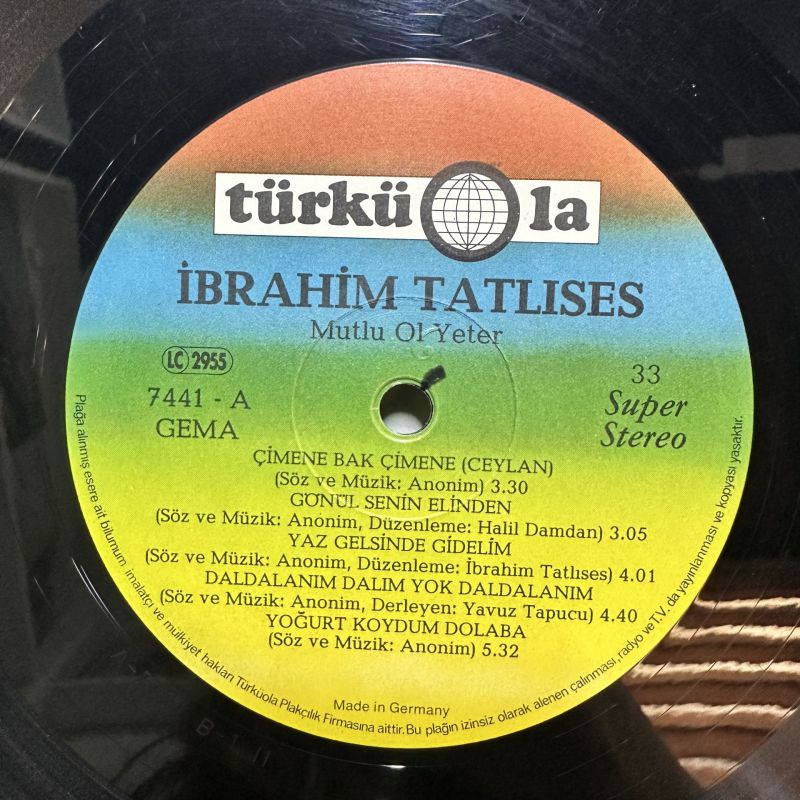 türküola
İBRAHİM TATLISES
Mutlu Ol Yeter
LC 2955
7441 - A
GEMA
33
Super
Stereo
ÇİMENE BAK ÇİMENE (CEYLAN)
(Söz ve Müzik: Anonim) 3.30
GÖNÜL SENİN ELİNDEN
(Söz ve Müzik: Anonim, Düzenleme: Halil Damdan) 3.05
YAZ GELSİNDE GİDELİM
(Söz ve Müzik: Anonim, Düzenleme: İbrahim Tatlıses) 4.01
DALDALANIM DALIM YOK DALDALANIM
(Söz ve Müzik: Anonim, Derleyen: Yavuz Tapucu) 4.40
YOĞURT KOYDUM DOLABA
(Söz ve Müzik: Anonim) 5.32
Made in Germany
Plağa alınmış esere ait bilumum imalatçı ve mülkiyet hakları Türküola Plakçılık Firmasına aittir. Bu plağın izinsiz olarak alenen çalınması, radyo ve T.V. da yayınlanması ve kopyası yasaktır.